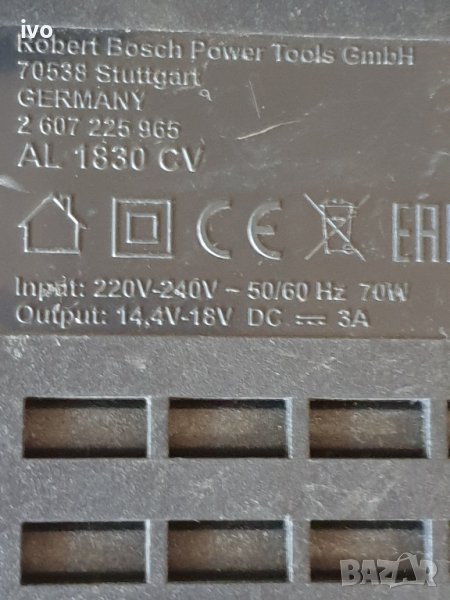 ivo
Robert Bosch Power Tools GmbH
70538 Stuttgart
GERMANY
2 607 225 965
AL 1830 CV
CE EAC
Input: 220V-240V ~ 50/60 Hz 70W
Output: 14,4V-18V DC ⎓ 3A
BAZAR